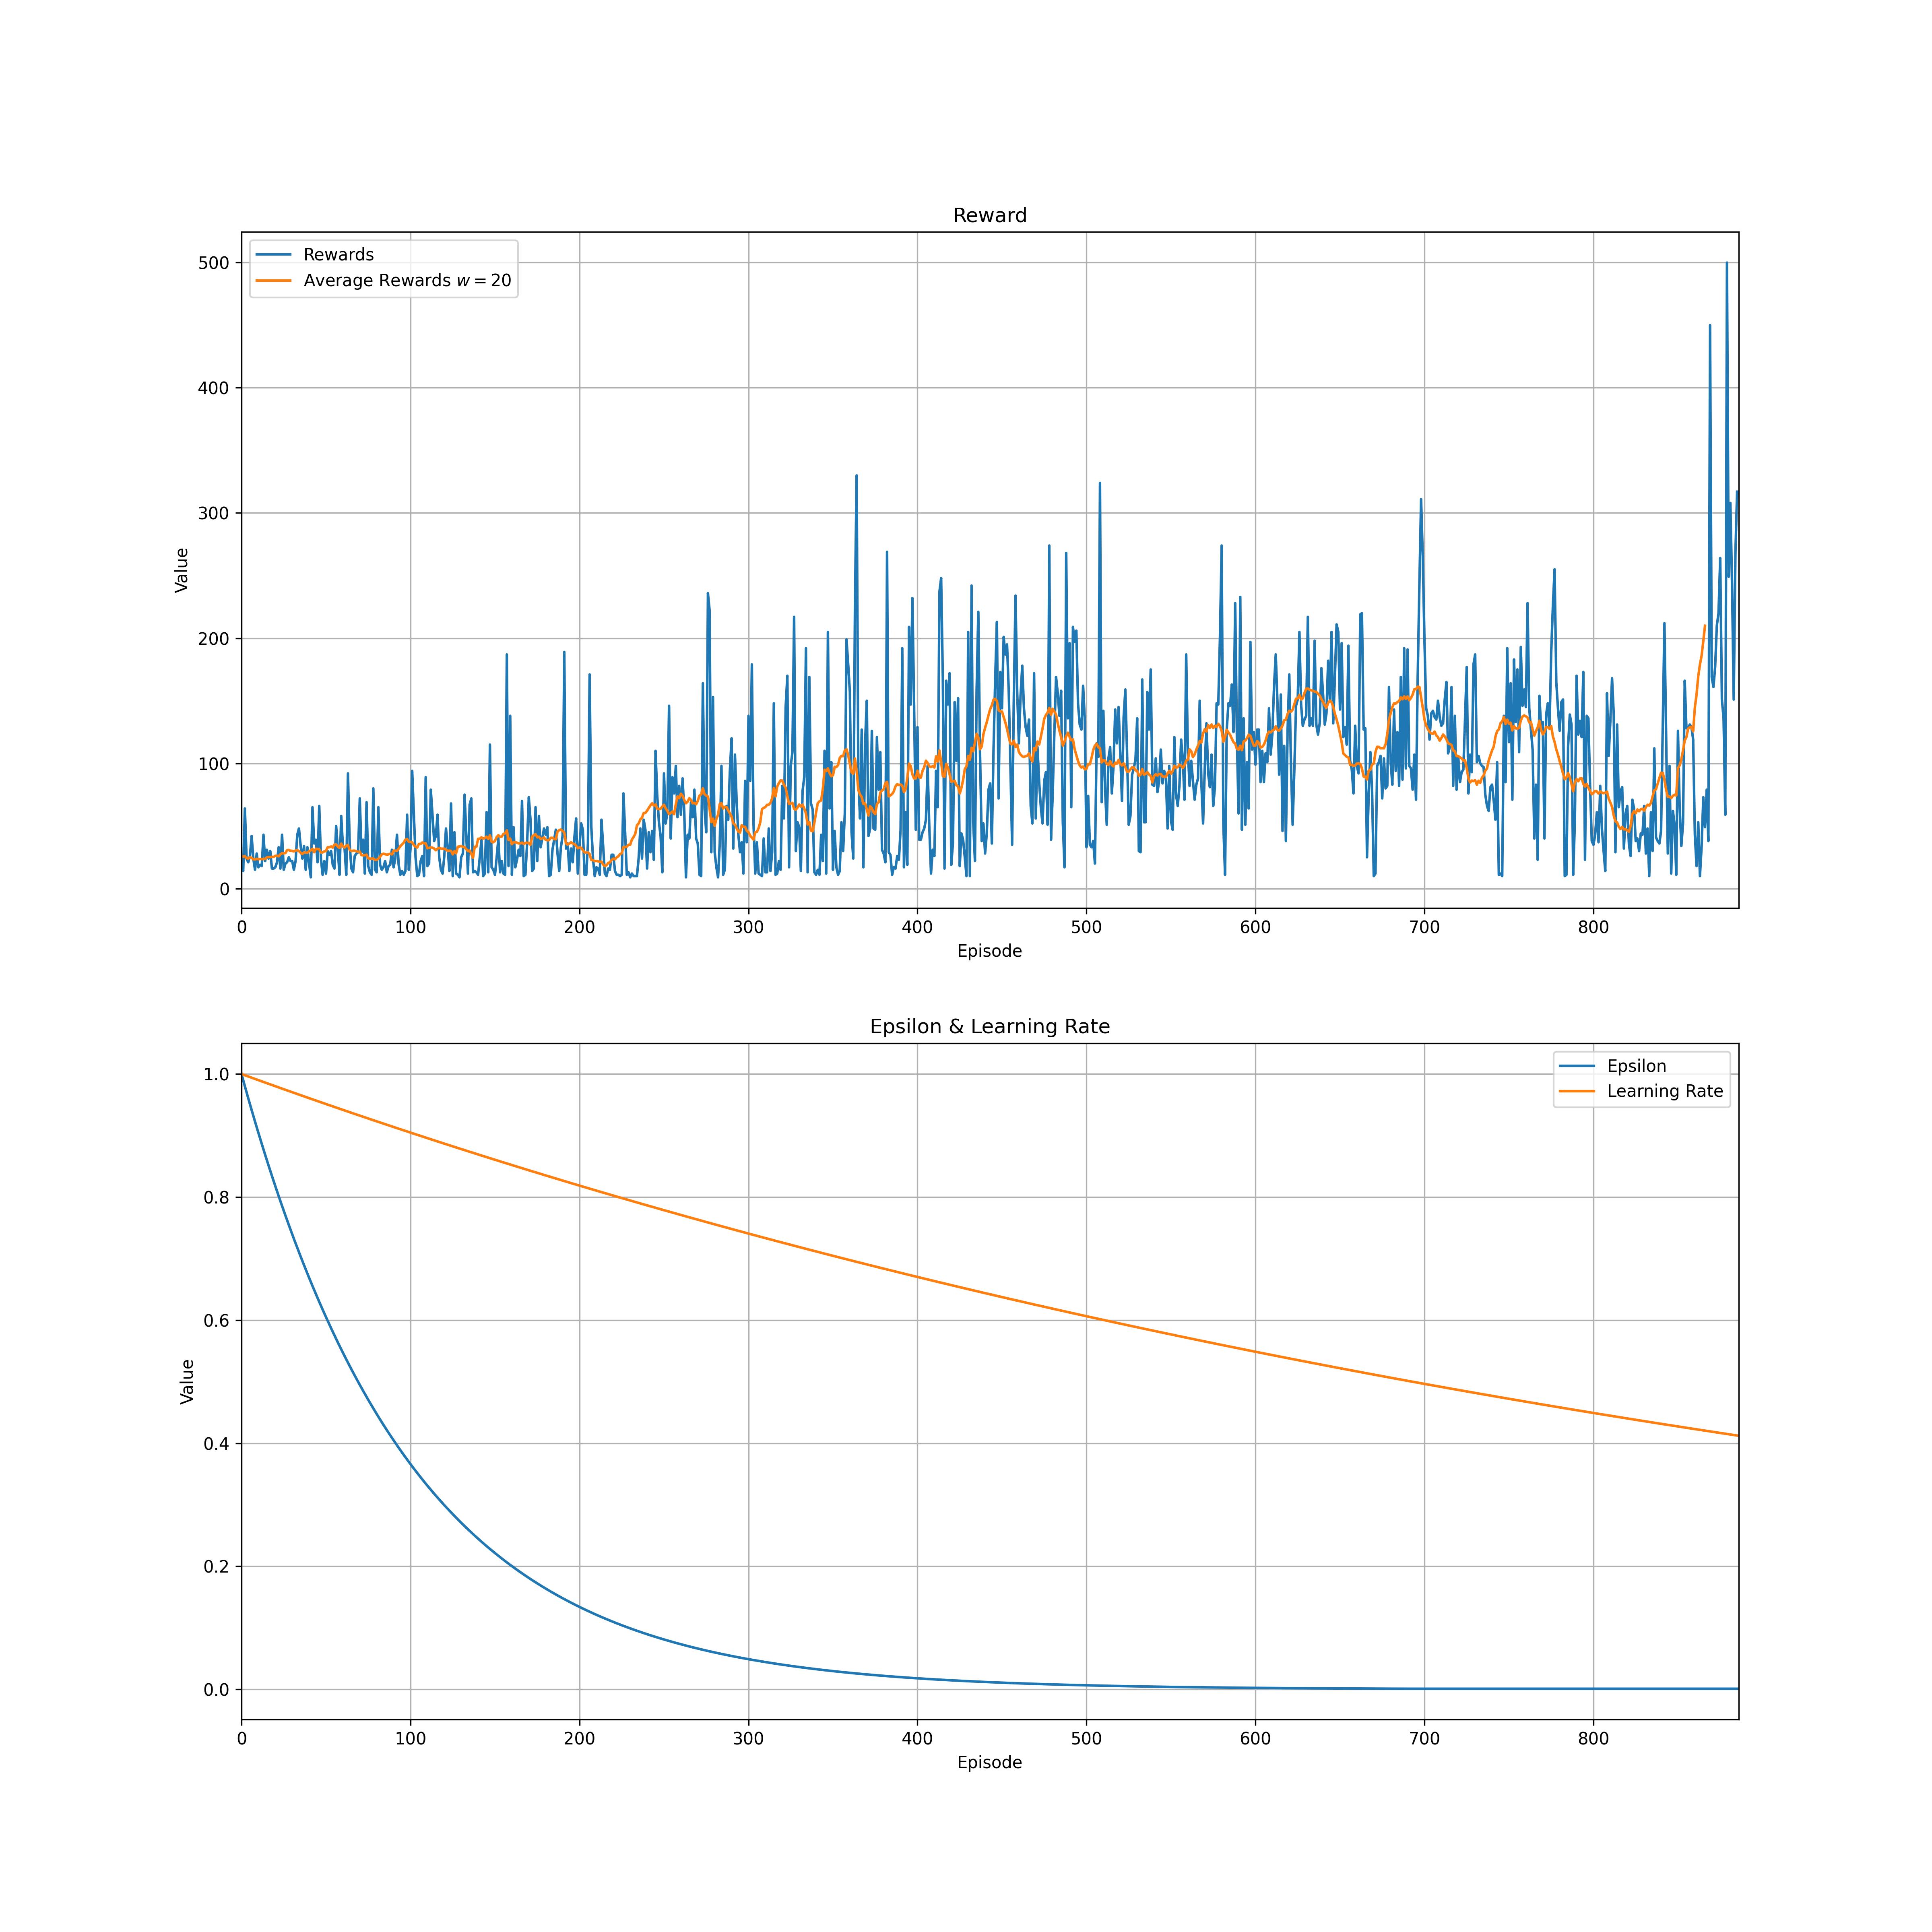 Reward
Rewards
Average Rewards w = 20
500
400
300
200
100
0
Value
0 100 200 300 400 500 600 700 800
Episode
Epsilon & Learning Rate
Epsilon
Learning Rate
1.0
0.8
0.6
0.4
0.2
0.0
Value
0 100 200 300 400 500 600 700 800
Episode